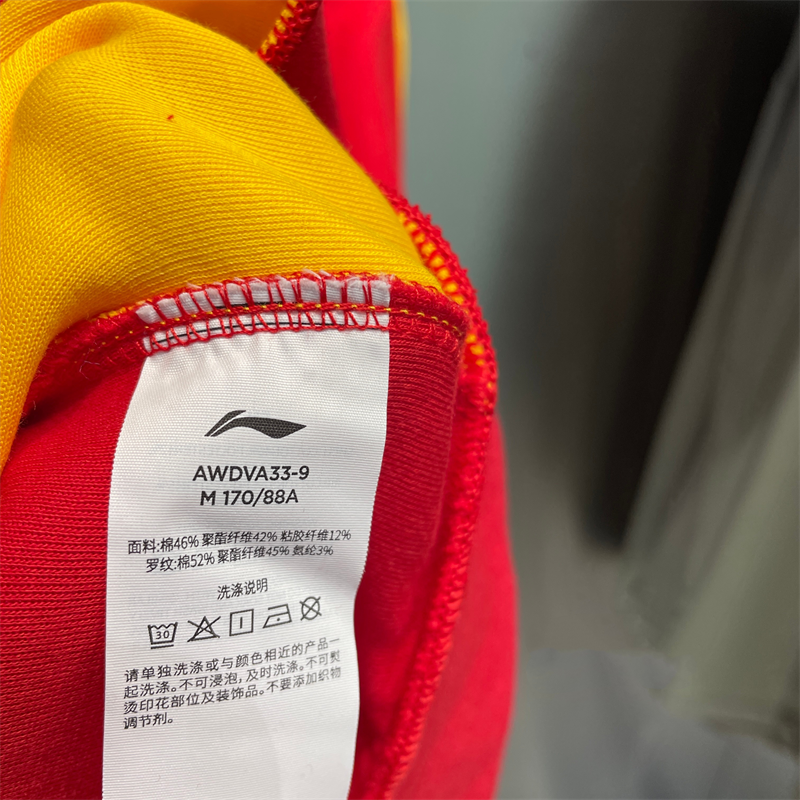 AWDVA33-9
M 170/88A
面料:棉46% 聚酯纤维42% 粘胶纤维12%
罗纹:棉52% 聚酯纤维45% 氨纶3%
洗涤说明
30
请单独洗涤或与颜色相近的产品一
起洗涤。不可浸泡,及时洗涤。不可熨
烫印花部位及装饰品。不要添加织物
调节剂。